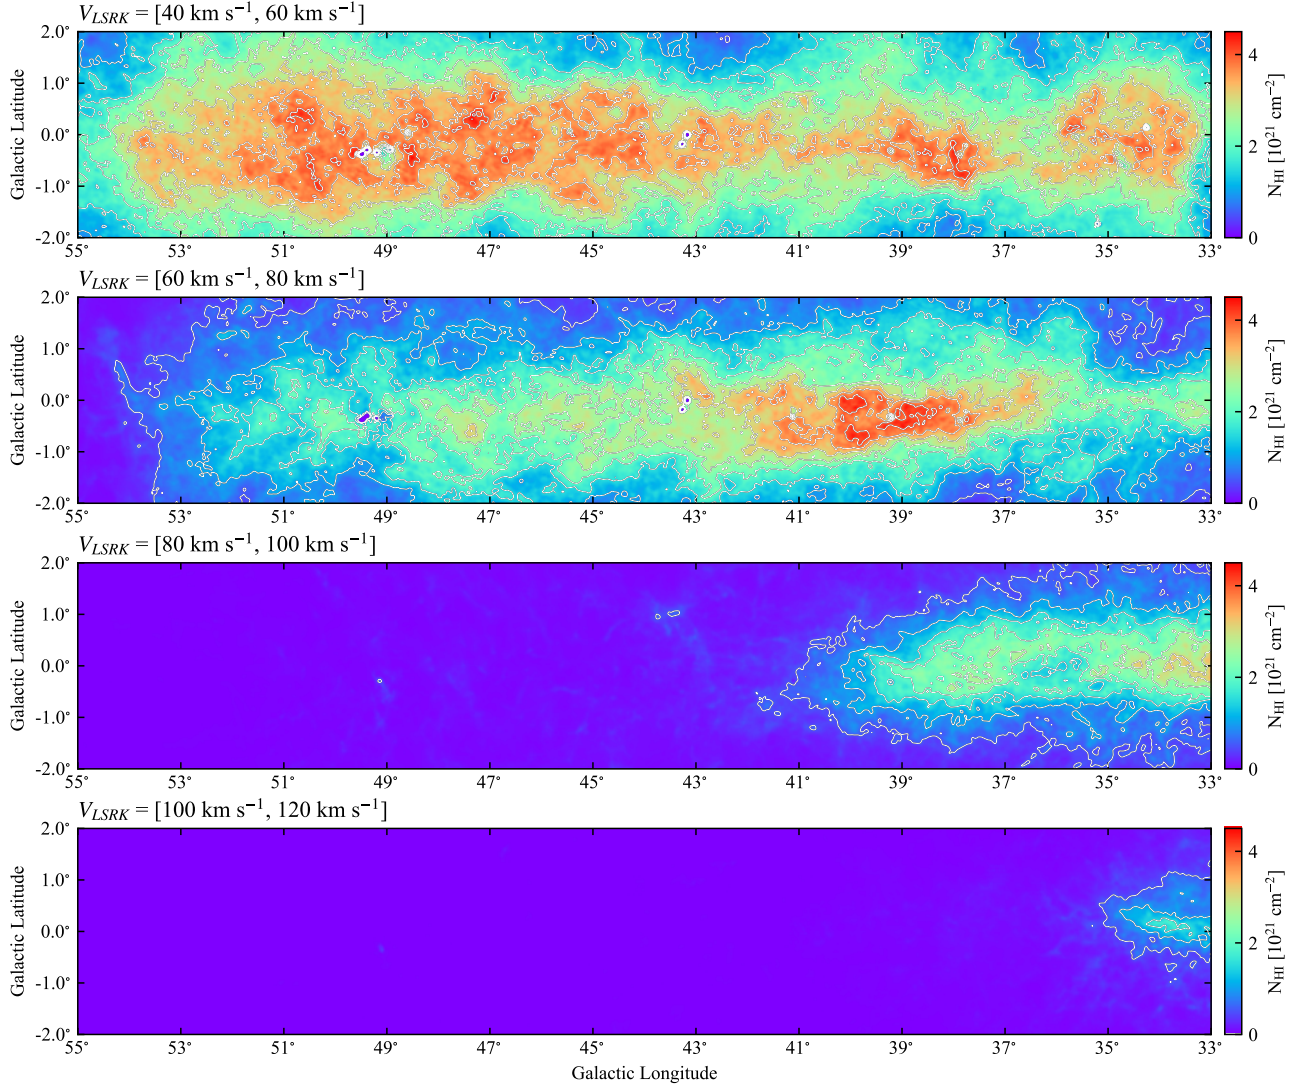 V_LSRK = [40 km s⁻¹, 60 km s⁻¹]
2.0°
1.0°
0.0°
-1.0°
-2.0°
Galactic Latitude
55° 53° 51° 49° 47° 45° 43° 41° 39° 37° 35° 33°
4
2
0
N_HI [10²¹ cm⁻²]
V_LSRK = [60 km s⁻¹, 80 km s⁻¹]
2.0°
1.0°
0.0°
-1.0°
-2.0°
Galactic Latitude
55° 53° 51° 49° 47° 45° 43° 41° 39° 37° 35° 33°
4
2
0
N_HI [10²¹ cm⁻²]
V_LSRK = [80 km s⁻¹, 100 km s⁻¹]
2.0°
1.0°
0.0°
-1.0°
-2.0°
Galactic Latitude
55° 53° 51° 49° 47° 45° 43° 41° 39° 37° 35° 33°
4
2
0
N_HI [10²¹ cm⁻²]
V_LSRK = [100 km s⁻¹, 120 km s⁻¹]
2.0°
1.0°
0.0°
-1.0°
-2.0°
Galactic Latitude
55° 53° 51° 49° 47° 45° 43° 41° 39° 37° 35° 33°
4
2
0
N_HI [10²¹ cm⁻²]
Galactic Longitude